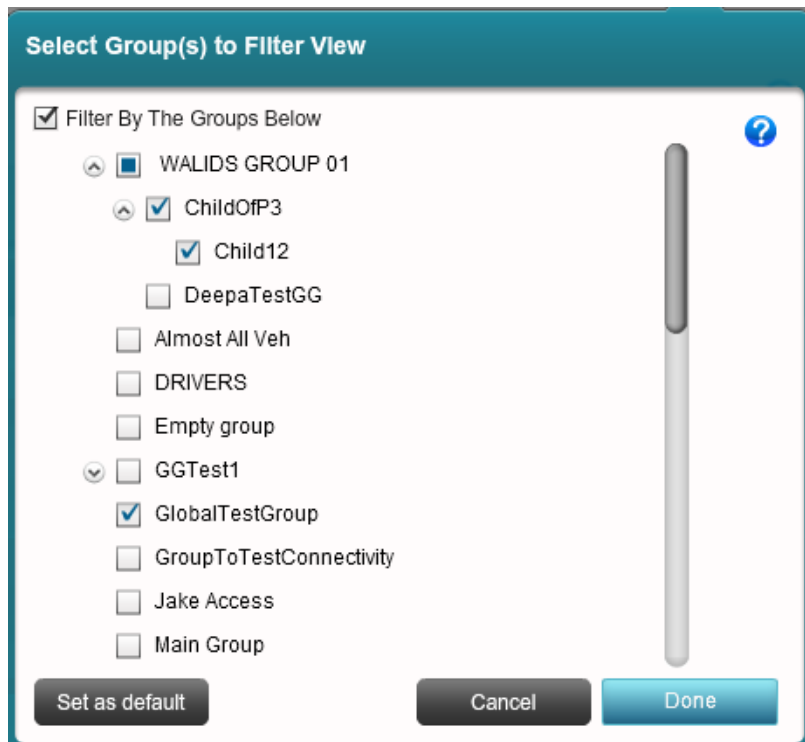 Select Group(s) to Filter View
Filter By The Groups Below
?
WALIDS GROUP 01
ChildOfP3
Child12
DeepaTestGG
Almost All Veh
DRIVERS
Empty group
GGTest1
GlobalTestGroup
GroupToTestConnectivity
Jake Access
Main Group
Set as default
Cancel
Done